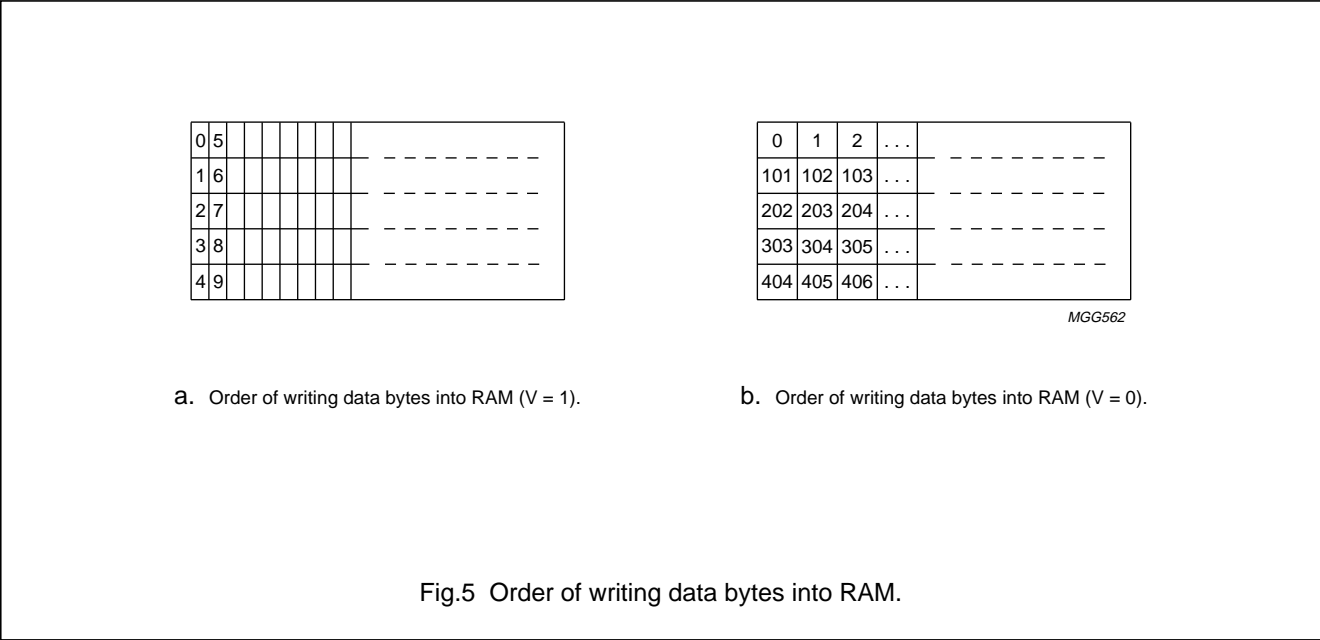 0 5
1 6
2 7
3 8
4 9
0 1 2 ...
101 102 103 ...
202 203 204 ...
303 304 305 ...
404 405 406 ...
MGG562
a. Order of writing data bytes into RAM (V = 1).
b. Order of writing data bytes into RAM (V = 0).
Fig.5 Order of writing data bytes into RAM.